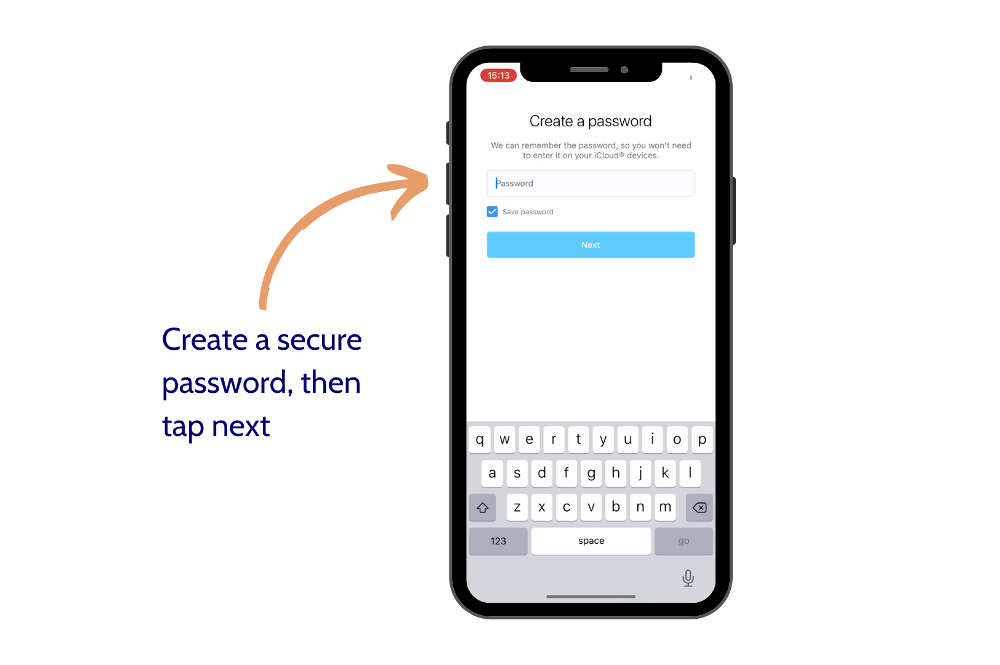 15:13
Create a password
We can remember the password, so you won't need
to enter it on your iCloud® devices.
Password
Save password
Next
Create a secure
password, then
tap next
q w e r t y u i o p
a s d f g h j k l
z x c v b n m
123 space go